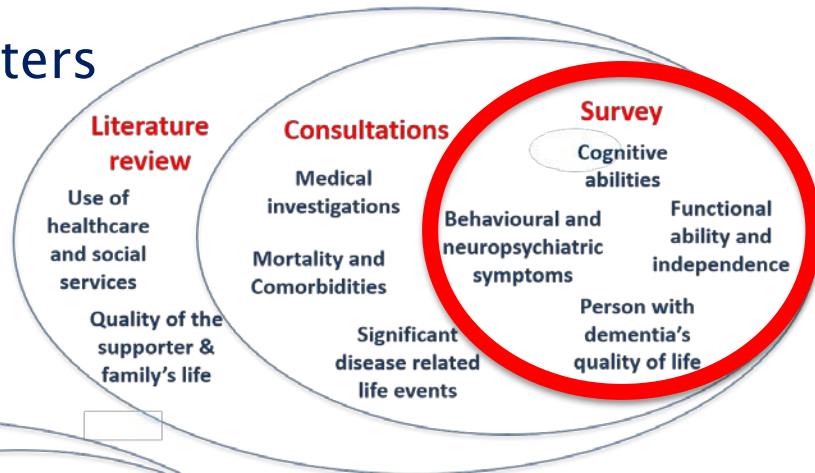 ters
Literature
review
Use of
healthcare
and social
services
Quality of the
supporter &
family's life
Consultations
Medical
investigations
Mortality and
Comorbidities
Significant
disease related
life events
Survey
Cognitive
abilities
Behavioural and
neuropsychiatric
symptoms
Functional
ability and
independence
Person with
dementia's
quality of life